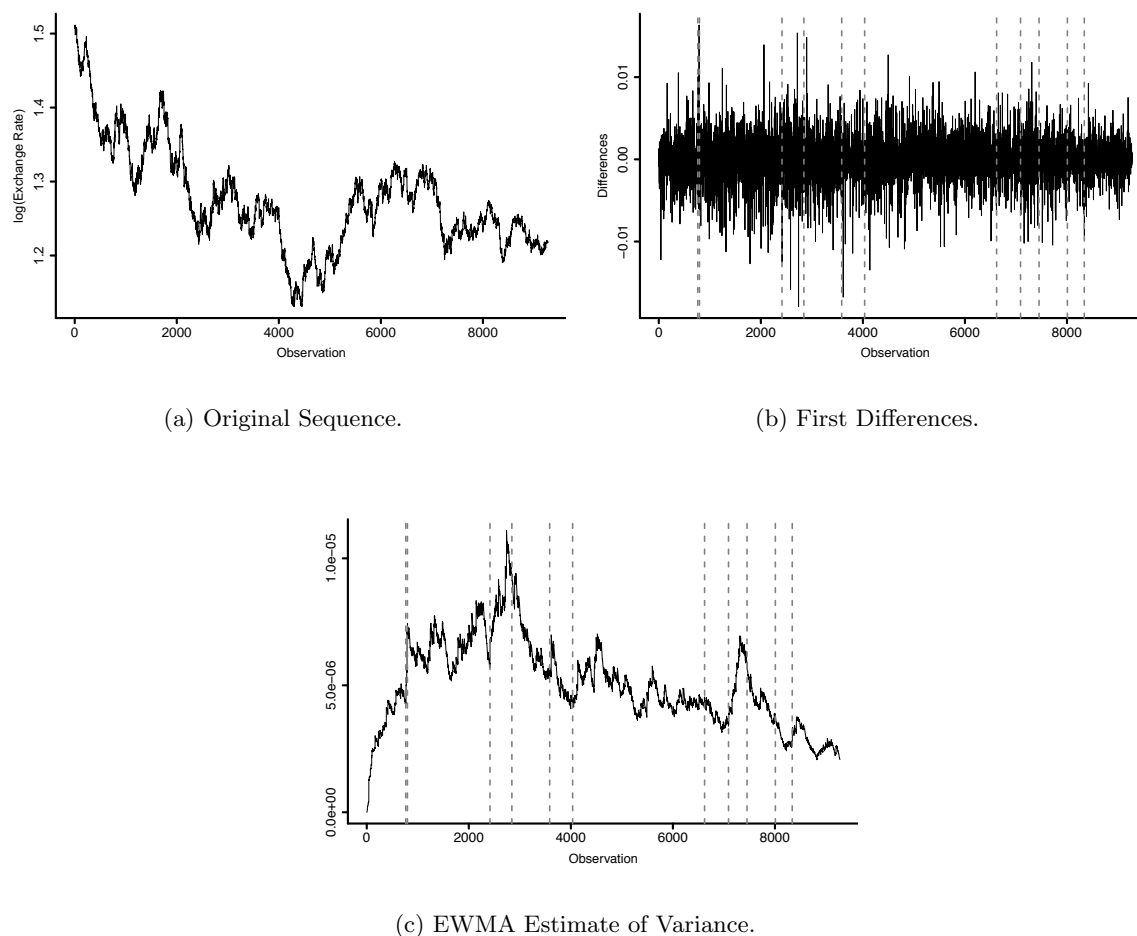 1.5
1.4
1.3
1.2
log(Exchange Rate)
0 2000 4000 6000 8000
Observation
(a) Original Sequence.
0.01
0.00
−0.01
Differences
0 2000 4000 6000 8000
Observation
(b) First Differences.
1.0e−05
5.0e−06
0.0e+00
0 2000 4000 6000 8000
Observation
(c) EWMA Estimate of Variance.